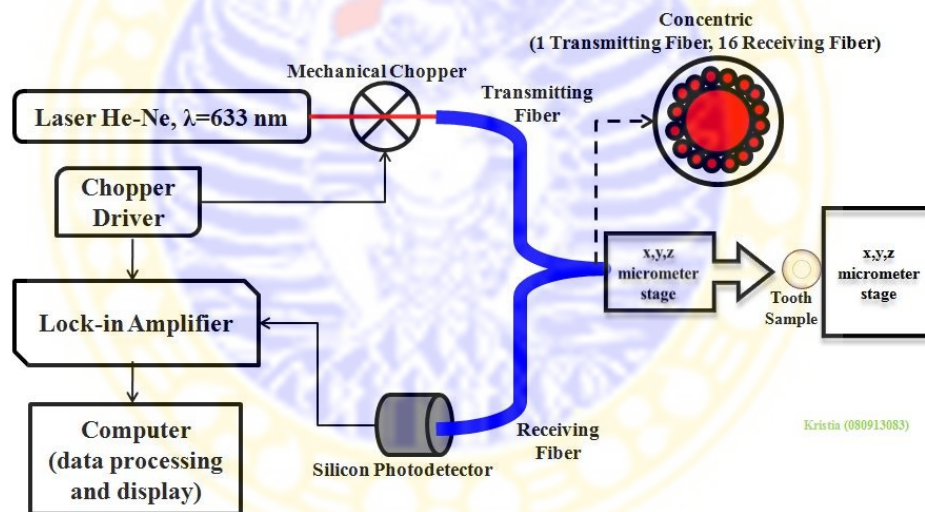 Concentric
(1 Transmitting Fiber, 16 Receiving Fiber)
Mechanical Chopper
Laser He-Ne, λ=633 nm
Transmitting
Fiber
Chopper
Driver
x,y,z
micrometer
stage
x,y,z
micrometer
stage
Tooth
Sample
Lock-in Amplifier
Computer
(data processing
and display)
Silicon Photodetector
Receiving
Fiber
Kristia (080913083)